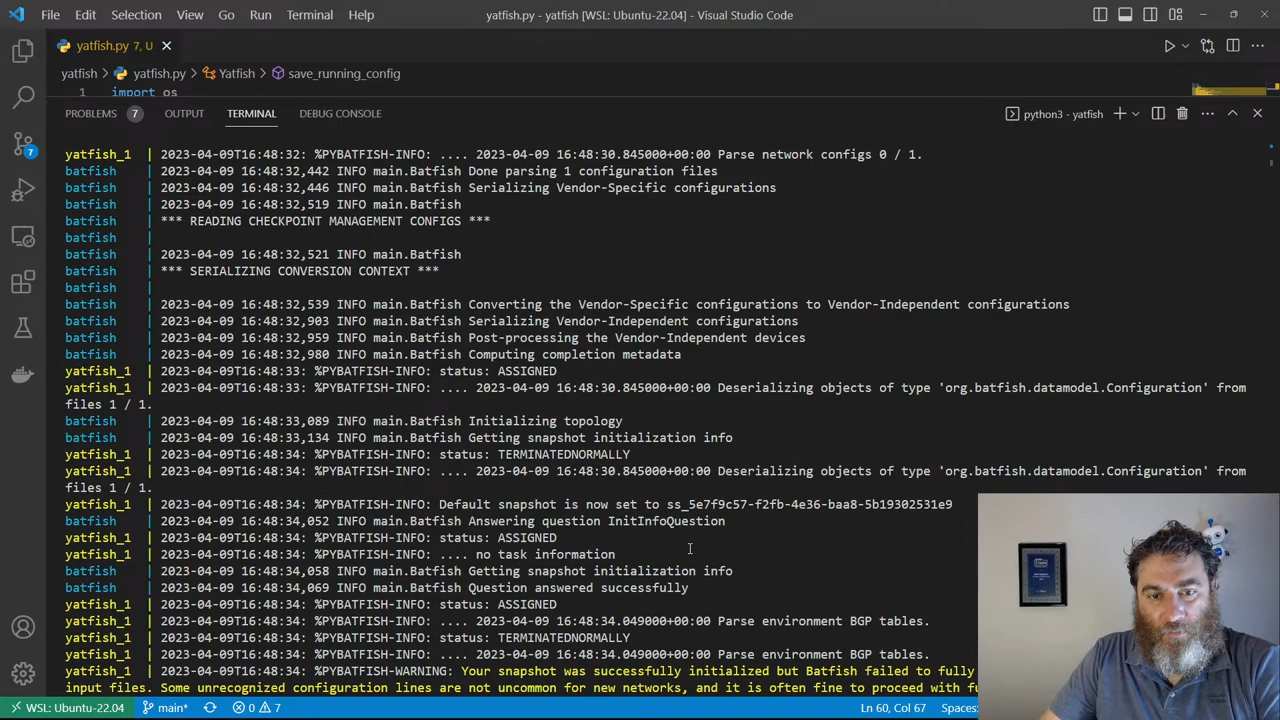 File Edit Selection View Go Run Terminal Help yatfish.py - yatfish [WSL: Ubuntu-22.04] - Visual Studio Code
yatfish.py 7, U
yatfish > yatfish.py > Yatfish > save_running_config
1 import os
PROBLEMS 7 OUTPUT TERMINAL DEBUG CONSOLE python3 - yatfish
yatfish_1 | 2023-04-09T16:48:32: %PYBATFISH-INFO: .... 2023-04-09 16:48:30.845000+00:00 Parse network configs 0 / 1.
batfish | 2023-04-09 16:48:32,442 INFO main.Batfish Done parsing 1 configuration files
batfish | 2023-04-09 16:48:32,446 INFO main.Batfish Serializing Vendor-Specific configurations
batfish | 2023-04-09 16:48:32,519 INFO main.Batfish
batfish | *** READING CHECKPOINT MANAGEMENT CONFIGS ***
batfish |
batfish | 2023-04-09 16:48:32,521 INFO main.Batfish
batfish | *** SERIALIZING CONVERSION CONTEXT ***
batfish |
batfish | 2023-04-09 16:48:32,539 INFO main.Batfish Converting the Vendor-Specific configurations to Vendor-Independent configurations
batfish | 2023-04-09 16:48:32,903 INFO main.Batfish Serializing Vendor-Independent configurations
batfish | 2023-04-09 16:48:32,959 INFO main.Batfish Post-processing the Vendor-Independent devices
batfish | 2023-04-09 16:48:32,980 INFO main.Batfish Computing completion metadata
yatfish_1 | 2023-04-09T16:48:33: %PYBATFISH-INFO: status: ASSIGNED
yatfish_1 | 2023-04-09T16:48:33: %PYBATFISH-INFO: .... 2023-04-09 16:48:30.845000+00:00 Deserializing objects of type 'org.batfish.datamodel.Configuration' from
files 1 / 1.
batfish | 2023-04-09 16:48:33,089 INFO main.Batfish Initializing topology
batfish | 2023-04-09 16:48:33,134 INFO main.Batfish Getting snapshot initialization info
yatfish_1 | 2023-04-09T16:48:34: %PYBATFISH-INFO: status: TERMINATEDNORMALLY
yatfish_1 | 2023-04-09T16:48:34: %PYBATFISH-INFO: .... 2023-04-09 16:48:30.845000+00:00 Deserializing objects of type 'org.batfish.datamodel.Configuration' from
files 1 / 1.
yatfish_1 | 2023-04-09T16:48:34: %PYBATFISH-INFO: Default snapshot is now set to ss_5e7f9c57-f2fb-4e36-baa8-5b19302531e9
batfish | 2023-04-09 16:48:34,052 INFO main.Batfish Answering question InitInfoQuestion
yatfish_1 | 2023-04-09T16:48:34: %PYBATFISH-INFO: status: ASSIGNED
yatfish_1 | 2023-04-09T16:48:34: %PYBATFISH-INFO: .... no task information
batfish | 2023-04-09 16:48:34,058 INFO main.Batfish Getting snapshot initialization info
batfish | 2023-04-09 16:48:34,069 INFO main.Batfish Question answered successfully
yatfish_1 | 2023-04-09T16:48:34: %PYBATFISH-INFO: status: ASSIGNED
yatfish_1 | 2023-04-09T16:48:34: %PYBATFISH-INFO: .... 2023-04-09 16:48:34.049000+00:00 Parse environment BGP tables.
yatfish_1 | 2023-04-09T16:48:34: %PYBATFISH-INFO: status: TERMINATEDNORMALLY
yatfish_1 | 2023-04-09T16:48:34: %PYBATFISH-INFO: .... 2023-04-09 16:48:34.049000+00:00 Parse environment BGP tables.
yatfish_1 | 2023-04-09T16:48:34: %PYBATFISH-WARNING: Your snapshot was successfully initialized but Batfish failed to fully
input files. Some unrecognized configuration lines are not uncommon for new networks, and it is often fine to proceed with fu
7
WSL: Ubuntu-22.04 main* 0 7 Ln 60, Col 67 Spaces: